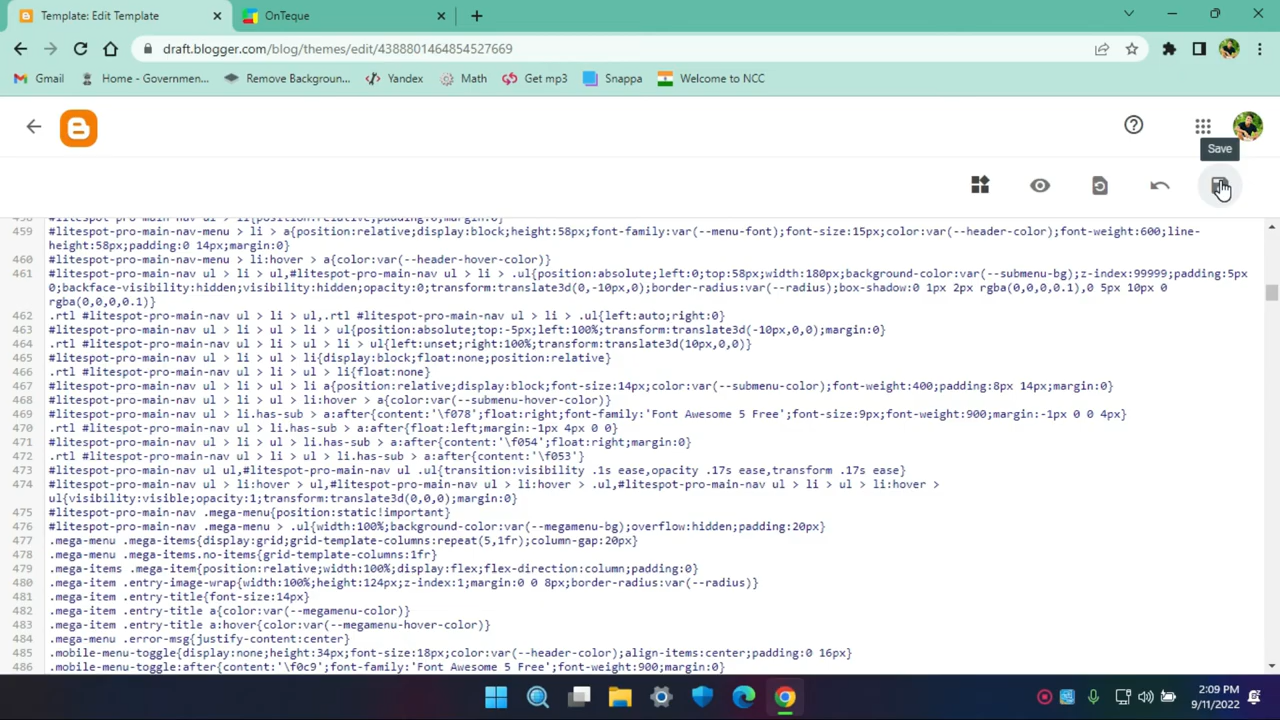 Template: Edit Template
OnTeque
draft.blogger.com/blog/themes/edit/4388801464854527669
Gmail
Home - Governmen...
Remove Backgroun...
Yandex
Math
Get mp3
Snappa
Welcome to NCC
Save
458 #litespot-pro-main-nav ul > li{position:relative;padding:0;margin:0}
459 #litespot-pro-main-nav-menu > li > a{position:relative;display:block;height:58px;font-family:var(--menu-font);font-size:15px;color:var(--header-color);font-weight:600;line-
height:58px;padding:0 14px;margin:0}
460 #litespot-pro-main-nav-menu > li:hover > a{color:var(--header-hover-color)}
461 #litespot-pro-main-nav ul > li > ul,#litespot-pro-main-nav ul > li > .ul{position:absolute;left:0;top:58px;width:180px;background-color:var(--submenu-bg);z-index:99999;padding:5px
0;backface-visibility:hidden;visibility:hidden;opacity:0;transform:translate3d(0,-10px,0);border-radius:var(--radius);box-shadow:0 1px 2px rgba(0,0,0,0.1),0 5px 10px 0
rgba(0,0,0,0.1)}
462 .rtl #litespot-pro-main-nav ul > li > ul,.rtl #litespot-pro-main-nav ul > li > .ul{left:auto;right:0}
463 #litespot-pro-main-nav ul > li > ul > li > ul{position:absolute;top:-5px;left:100%;transform:translate3d(-10px,0,0);margin:0}
464 .rtl #litespot-pro-main-nav ul > li > ul > li > ul{left:unset;right:100%;transform:translate3d(10px,0,0)}
465 #litespot-pro-main-nav ul > li > ul > li{display:block;float:none;position:relative}
466 .rtl #litespot-pro-main-nav ul > li > ul > li{float:none}
467 #litespot-pro-main-nav ul > li > ul > li a{position:relative;display:block;font-size:14px;color:var(--submenu-color);font-weight:400;padding:8px 14px;margin:0}
468 #litespot-pro-main-nav ul > li > ul > li:hover > a{color:var(--submenu-hover-color)}
469 #litespot-pro-main-nav ul > li.has-sub > a:after{content:'\f078';float:right;font-family:'Font Awesome 5 Free';font-size:9px;font-weight:900;margin:-1px 0 0 4px}
470 .rtl #litespot-pro-main-nav ul > li.has-sub > a:after{float:left;margin:-1px 4px 0 0}
471 #litespot-pro-main-nav ul > li > ul > li.has-sub > a:after{content:'\f054';float:right;margin:0}
472 .rtl #litespot-pro-main-nav ul > li > ul > li.has-sub > a:after{content:'\f053'}
473 #litespot-pro-main-nav ul ul,#litespot-pro-main-nav ul .ul{transition:visibility .1s ease,opacity .17s ease,transform .17s ease}
474 #litespot-pro-main-nav ul > li:hover > ul,#litespot-pro-main-nav ul > li:hover > .ul,#litespot-pro-main-nav ul > li > ul > li:hover >
ul{visibility:visible;opacity:1;transform:translate3d(0,0,0);margin:0}
475 #litespot-pro-main-nav .mega-menu{position:static!important}
476 #litespot-pro-main-nav .mega-menu > .ul{width:100%;background-color:var(--megamenu-bg);overflow:hidden;padding:20px}
477 .mega-menu .mega-items{display:grid;grid-template-columns:repeat(5,1fr);column-gap:20px}
478 .mega-menu .mega-items.no-items{grid-template-columns:1fr}
479 .mega-items .mega-item{position:relative;width:100%;display:flex;flex-direction:column;padding:0}
480 .mega-item .entry-image-wrap{width:100%;height:124px;z-index:1;margin:0 0 8px;border-radius:var(--radius)}
481 .mega-item .entry-title{font-size:14px}
482 .mega-item .entry-title a{color:var(--megamenu-color)}
483 .mega-item .entry-title a:hover{color:var(--megamenu-hover-color)}
484 .mega-menu .error-msg{justify-content:center}
485 .mobile-menu-toggle{display:none;height:34px;font-size:18px;color:var(--header-color);align-items:center;padding:0 16px}
486 .mobile-menu-toggle:after{content:'\f0c9';font-family:'Font Awesome 5 Free';font-weight:900;margin:0}
2:09 PM
9/11/2022